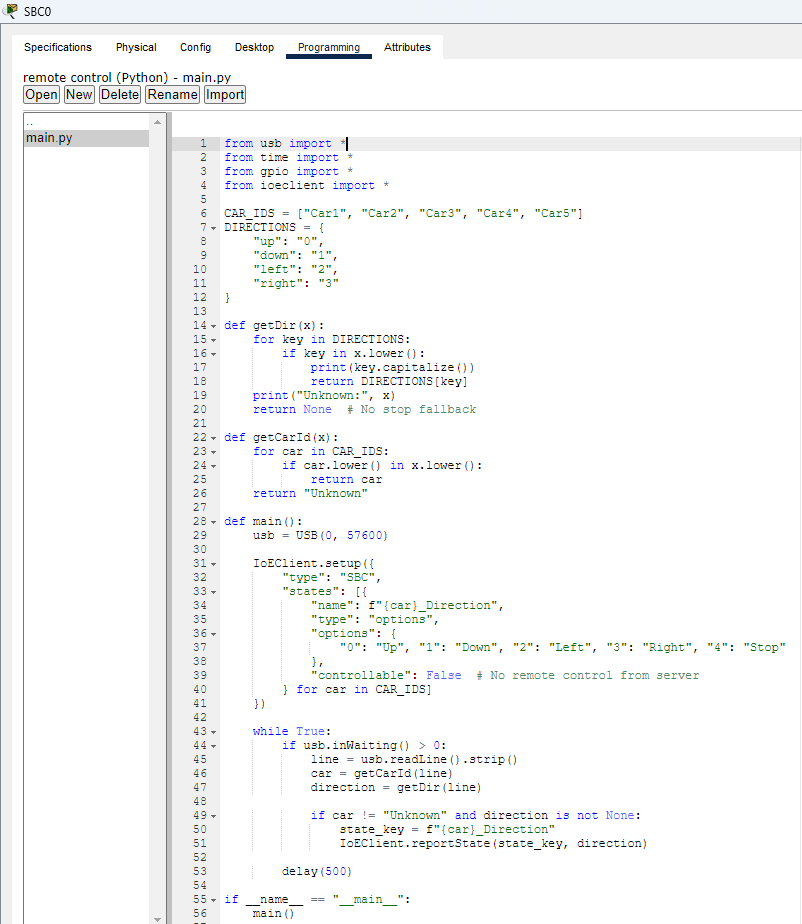 SBC0
Specifications Physical Config Desktop Programming Attributes
remote control (Python) - main.py
Open New Delete Rename Import
..
main.py
1 from usb import *
2 from time import *
3 from gpio import *
4 from ioeclient import *
5
6 CAR_IDS = ["Car1", "Car2", "Car3", "Car4", "Car5"]
7 DIRECTIONS = {
8     "up": "0",
9     "down": "1",
10     "left": "2",
11     "right": "3"
12 }
13
14 def getDir(x):
15     for key in DIRECTIONS:
16         if key in x.lower():
17             print(key.capitalize())
18             return DIRECTIONS[key]
19     print("Unknown:", x)
20     return None  # No stop fallback
21
22 def getCarId(x):
23     for car in CAR_IDS:
24         if car.lower() in x.lower():
25             return car
26     return "Unknown"
27
28 def main():
29     usb = USB(0, 57600)
30
31     IoEClient.setup({
32         "type": "SBC",
33         "states": [{
34             "name": f"{car}_Direction",
35             "type": "options",
36             "options": {
37                 "0": "Up", "1": "Down", "2": "Left", "3": "Right", "4": "Stop"
38             },
39             "controllable": False  # No remote control from server
40         } for car in CAR_IDS]
41     })
42
43     while True:
44         if usb.inWaiting() > 0:
45             line = usb.readLine().strip()
46             car = getCarId(line)
47             direction = getDir(line)
48
49             if car != "Unknown" and direction is not None:
50                 state_key = f"{car}_Direction"
51                 IoEClient.reportState(state_key, direction)
52
53         delay(500)
54
55 if __name__ == "__main__":
56     main()